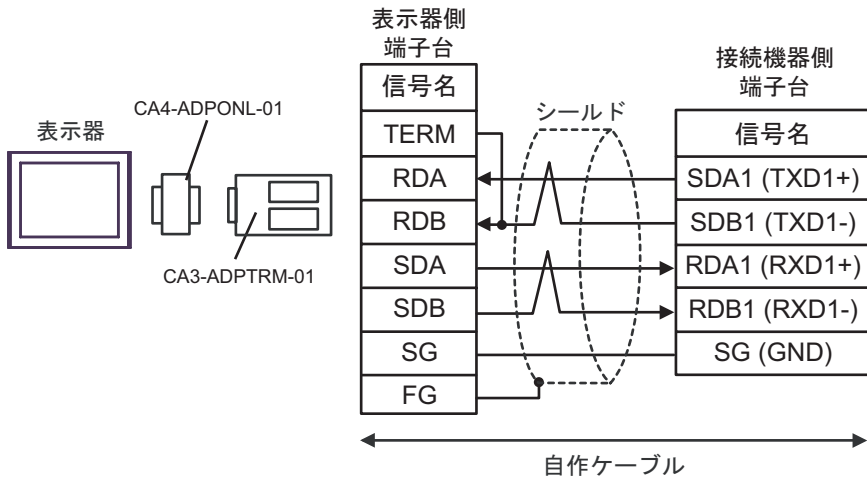 表示器
CA4-ADPONL-01
CA3-ADPTRM-01
表示器側
端子台
信号名
TERM
RDA
RDB
SDA
SDB
SG
FG
シールド
接続機器側
端子台
信号名
SDA1 (TXD1+)
SDB1 (TXD1-)
RDA1 (RXD1+)
RDB1 (RXD1-)
SG (GND)
自作ケーブル